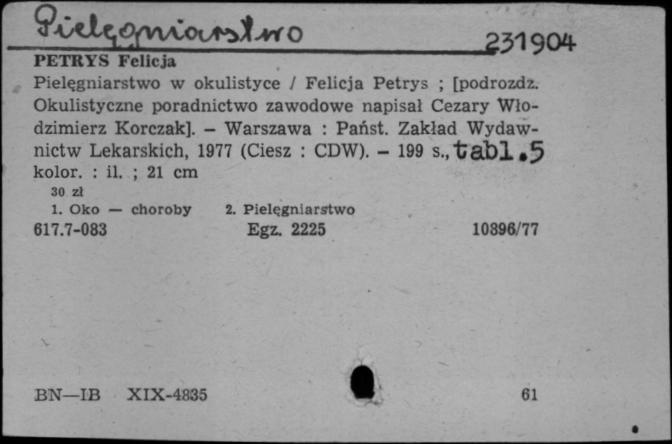 Pielęgniarstwo
231904
PETRYS Felicja
Pielęgniarstwo w okulistyce / Felicja Petrys ; [podrozdz.
Okulistyczne poradnictwo zawodowe napisał Cezary Wło-
dzimierz Korczak]. — Warszawa : Państ. Zakład Wydaw-
nictw Lekarskich, 1977 (Ciesz : CDW). — 199 s., tabl.5
kolor. : il. ; 21 cm
30 zł
1. Oko — choroby 2. Pielęgniarstwo
617.7-083 Egz. 2225 10896/77
BN—IB XIX-4835 61